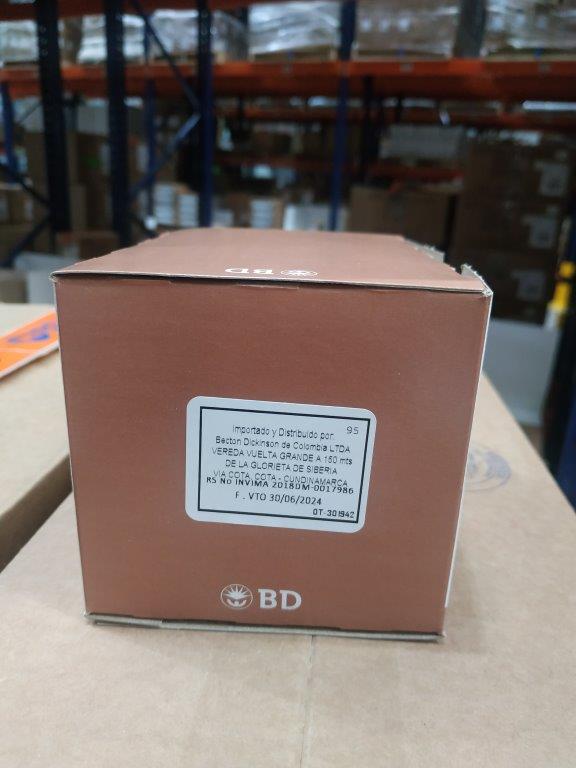 BD
95
Importado y Distribuido por:
Becton Dickinson de Colombia LTDA
VEREDA VUELTA GRANDE A 150 mts
DE LA GLORIETA DE SIBERIA
VIA COTA, COTA - CUNDINAMARCA
RS No INVIMA 2018DM-0017986
F . VTO 30/06/2024
OT-301942
BD